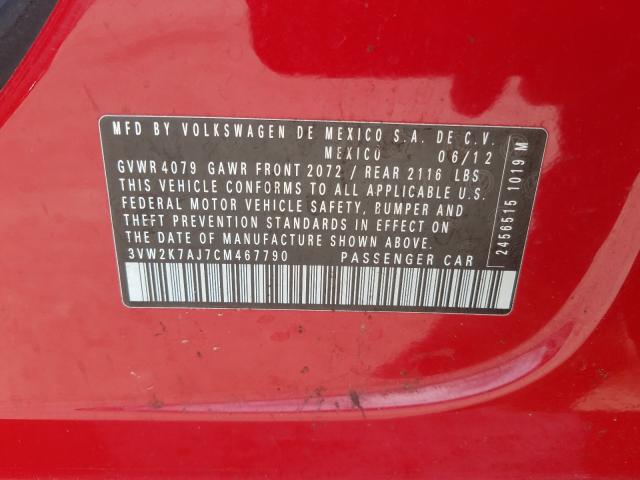 MFD BY VOLKSWAGEN DE MEXICO S.A. DE C.V.
MEXICO 06/12
GVWR 4079 GAWR FRONT 2072 / REAR 2116 LBS
THIS VEHICLE CONFORMS TO ALL APPLICABLE U.S.
FEDERAL MOTOR VEHICLE SAFETY, BUMPER AND
THEFT PREVENTION STANDARDS IN EFFECT ON
THE DATE OF MANUFACTURE SHOWN ABOVE
3VW2K7AJ7CM467790 PASSENGER CAR
2456515 1019 M